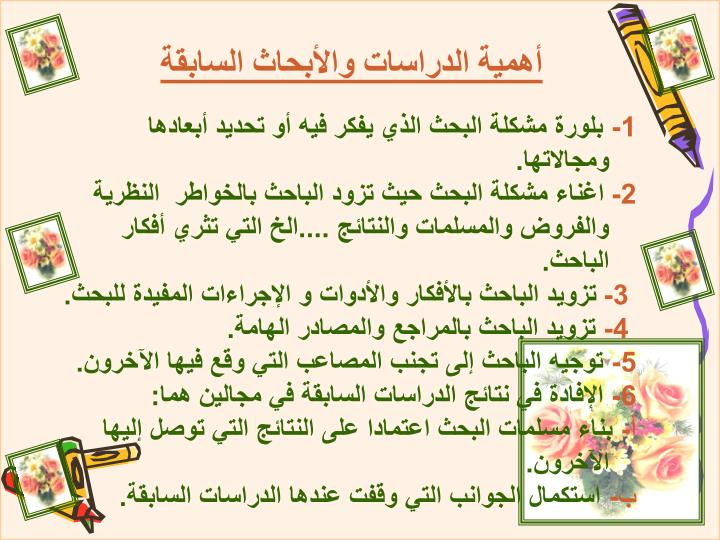 أهمية الدراسات والأبحاث السابقة
1- بلورة مشكلة البحث الذي يفكر فيه أو تحديد أبعادها
ومجالاتها.
2- اغناء مشكلة البحث حيث تزود الباحث بالخواطر النظرية
والفروض والمسلمات والنتائج ....الخ التي تثري أفكار
الباحث.
3- تزويد الباحث بالأفكار والأدوات و الإجراءات المفيدة للبحث.
4- تزويد الباحث بالمراجع والمصادر الهامة.
5- توجيه الباحث إلى تجنب المصاعب التي وقع فيها الآخرون.
6- الإفادة في نتائج الدراسات السابقة في مجالين هما:
أ- بناء مسلمات البحث اعتمادا على النتائج التي توصل إليها
الآخرون.
ب- استكمال الجوانب التي وقفت عندها الدراسات السابقة.